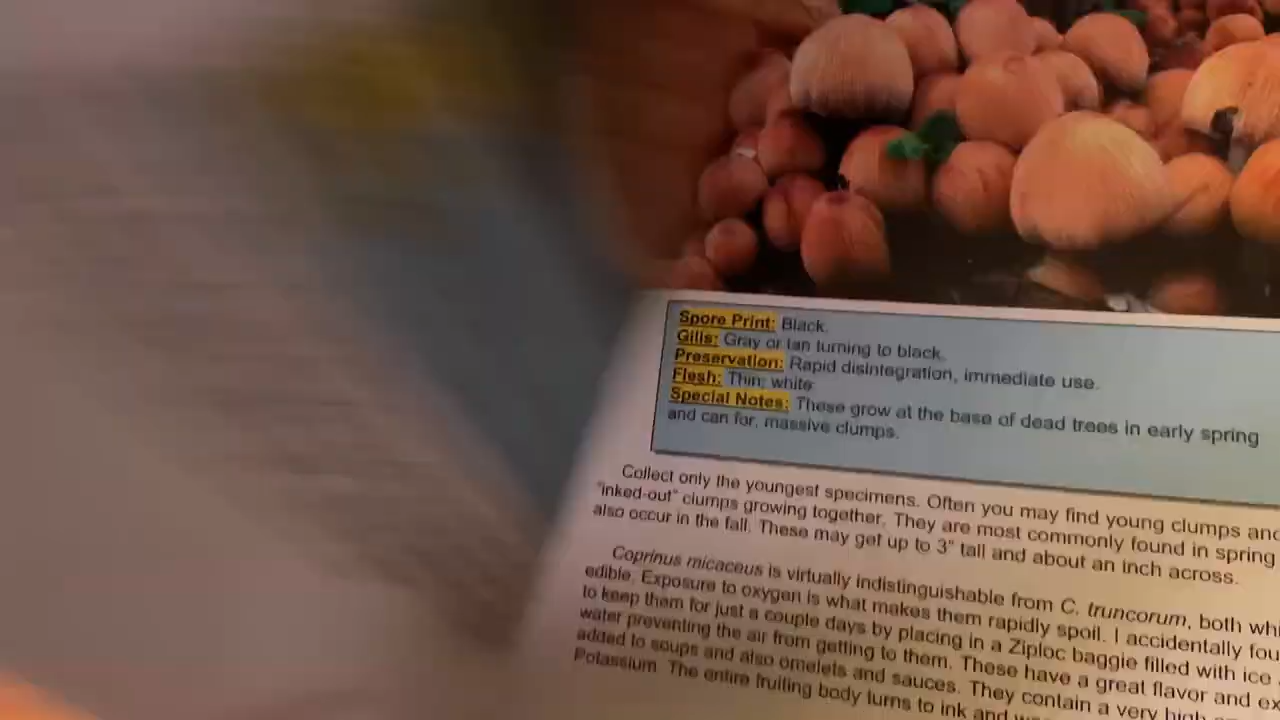 Spore Print: Black.
Gills: Gray or tan turning to black.
Preservation: Rapid disintegration, immediate use.
Flesh: Thin; white
Special Notes: These grow at the base of dead trees in early spring
and can for, massive clumps.
Collect only the youngest specimens. Often you may find young clumps and
"inked-out" clumps growing together. They are most commonly found in spring
also occur in the fall. These may get up to 3" tall and about an inch across.
Coprinus micaceus is virtually indistinguishable from C. truncorum, both whi
edible. Exposure to oxygen is what makes them rapidly spoil. I accidentally fou
to keep them for just a couple days by placing in a Ziploc baggie filled with ice
water preventing the air from getting to them. These have a great flavor and ex
added to soups and also omelets and sauces. They contain a very high
Potassium. The entire fruiting body turns to ink and